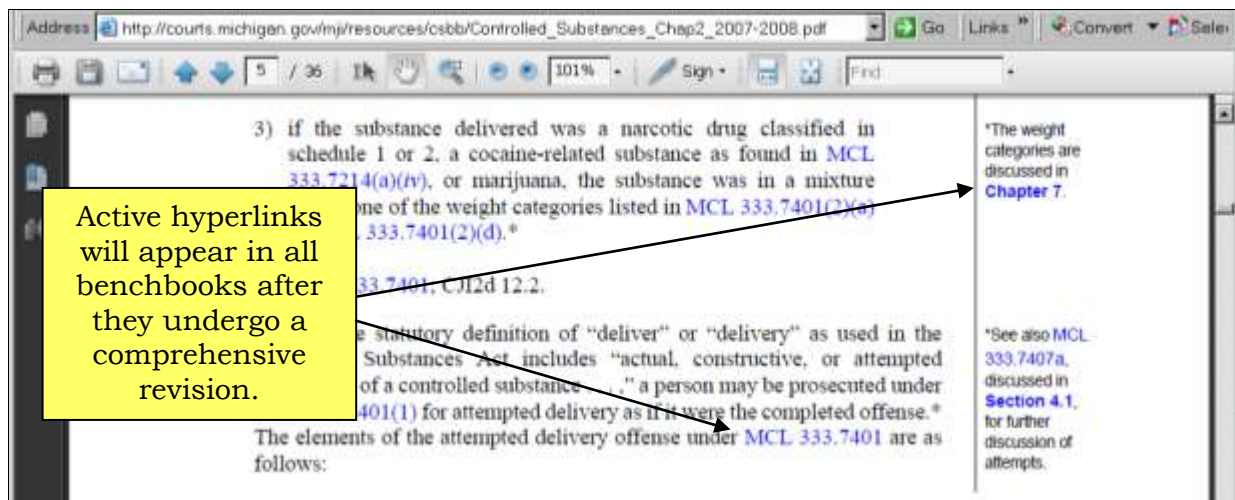 Address http://courts.michigan.gov/mji/resources/csbb/Controlled_Substances_Chap2_2007-2008.pdf Go Links » Convert
5 / 36 101% Sign Find
3) if the substance delivered was a narcotic drug classified in
schedule 1 or 2, a cocaine-related substance as found in MCL
333.7214(a)(iv), or marijuana, the substance was in a mixture
one of the weight categories listed in MCL 333.7401(2)(a)
333.7401(2)(d).*
33.7401; CJI2d 12.2.
statutory definition of “deliver” or “delivery” as used in the
Substances Act includes “actual, constructive, or attempted
of a controlled substance . . . ,” a person may be prosecuted under
401(1) for attempted delivery as if it were the completed offense.*
The elements of the attempted delivery offense under MCL 333.7401 are as
follows:
*The weight
categories are
discussed in
Chapter 7.
*See also MCL
333.7407a,
discussed in
Section 4.1,
for further
discussion of
attempts.
Active hyperlinks
will appear in all
benchbooks after
they undergo a
comprehensive
revision.